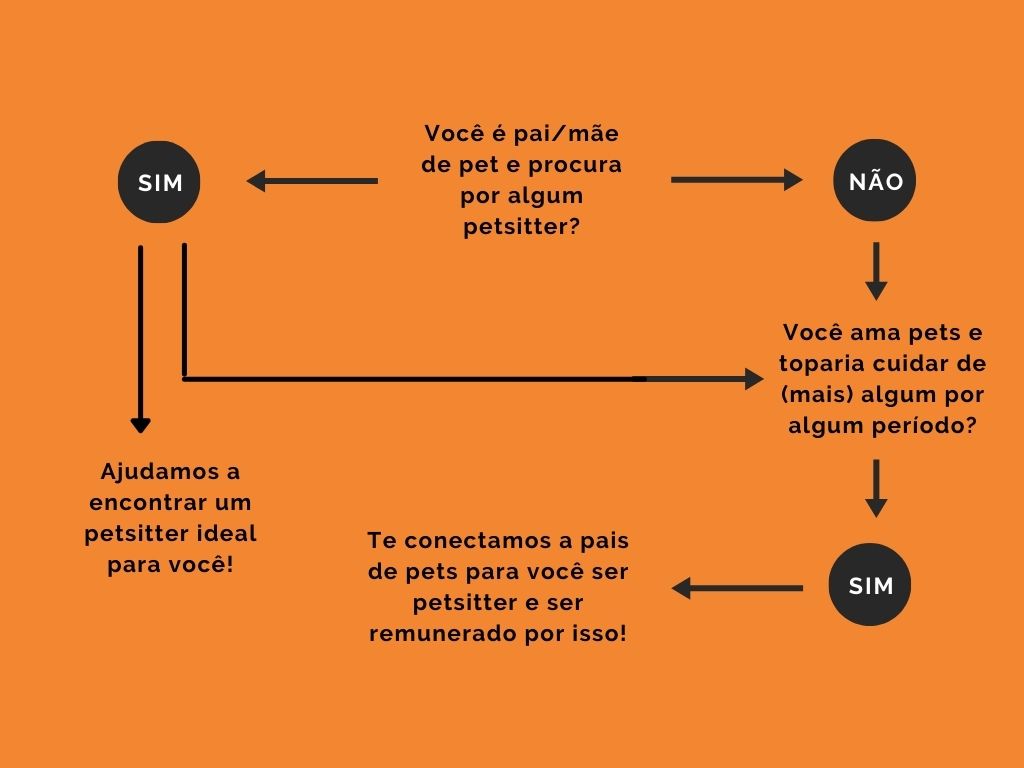 Você é pai/mãe
de pet e procura
por algum
petsitter?
SIM
NÃO
Você ama pets e
toparia cuidar de
(mais) algum por
algum período?
Ajudamos a
encontrar um
petsitter ideal
para você!
SIM
Te conectamos a pais
de pets para você ser
petsitter e ser
remunerado por isso!